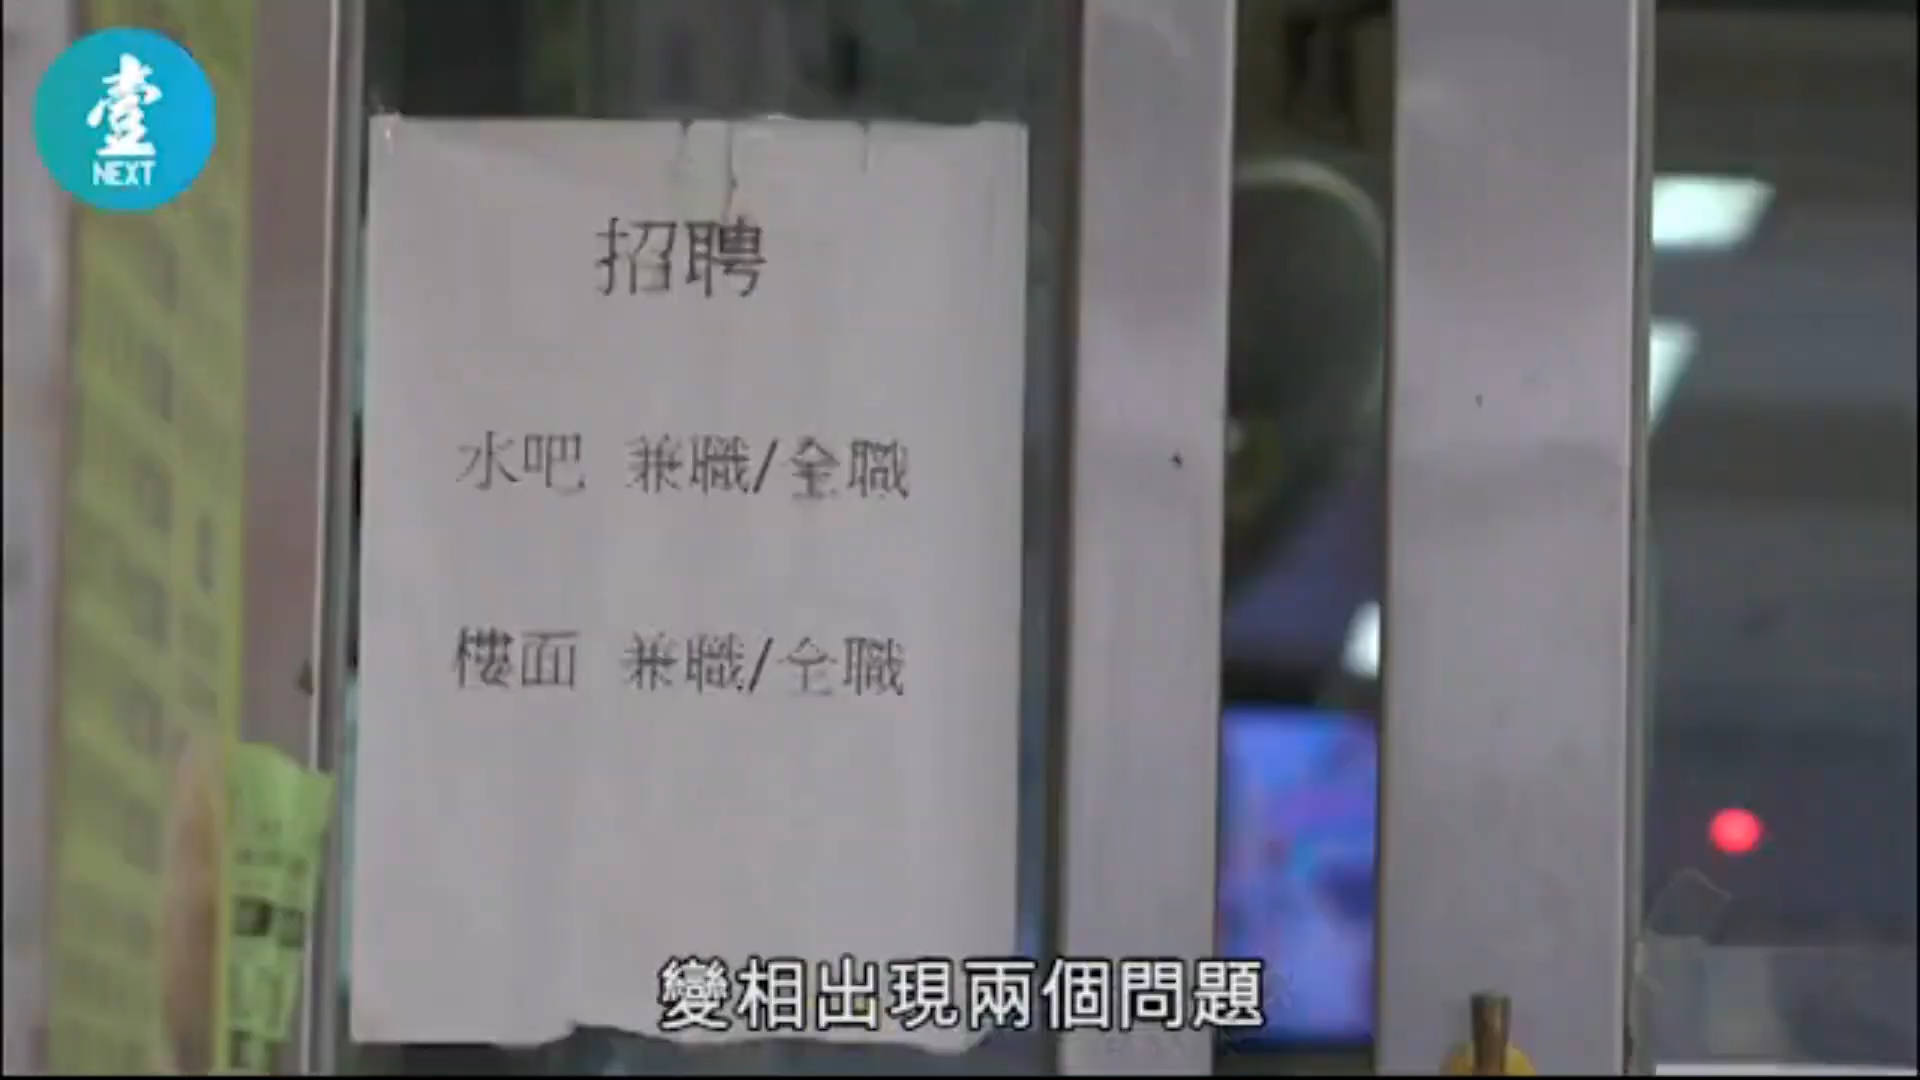 壹
NEXT
招聘
水吧 兼職/全職
樓面 兼職/全職
變相出現兩個問題